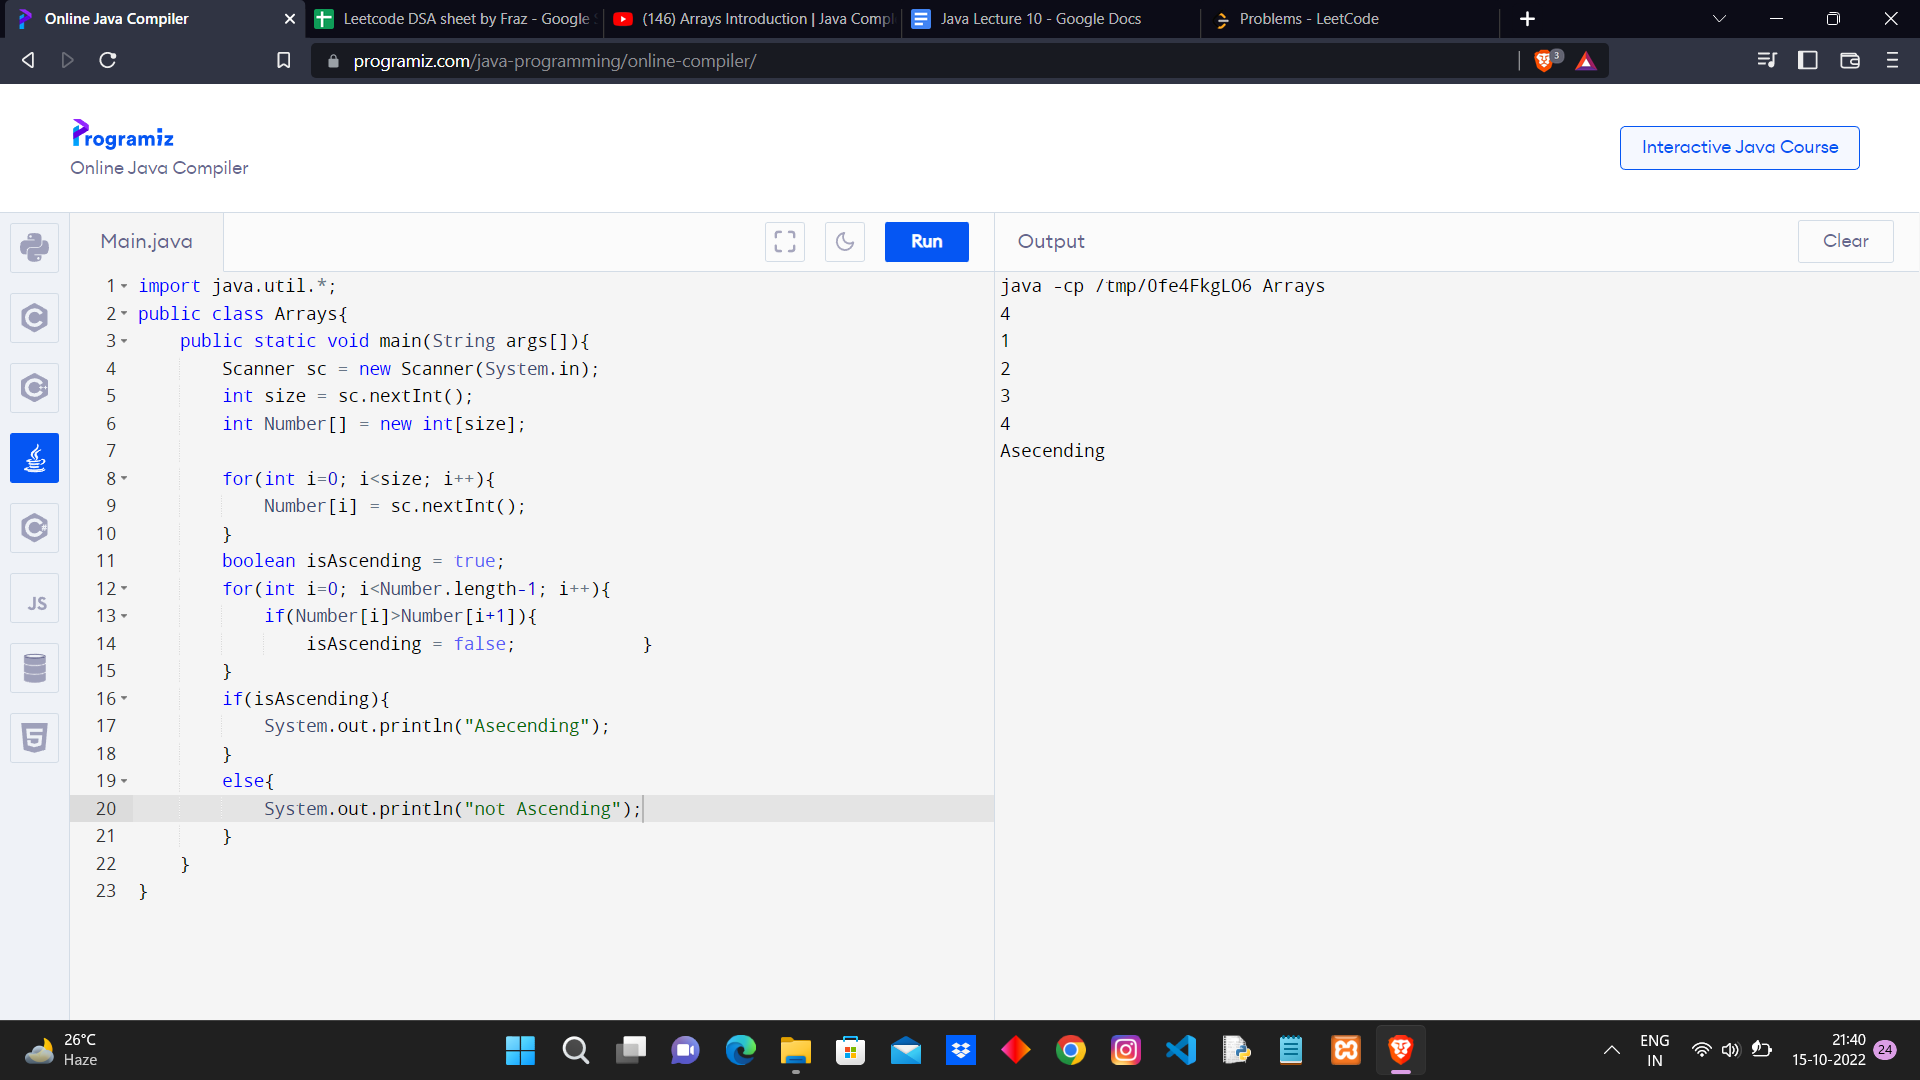 Online Java Compiler
Leetcode DSA sheet by Fraz - Google S
(146) Arrays Introduction | Java Compl
Java Lecture 10 - Google Docs
Problems - LeetCode
programiz.com/java-programming/online-compiler/
3
Programiz
Online Java Compiler
Interactive Java Course
Main.java
Run
Output
Clear
1 import java.util.*;
2 public class Arrays{
3     public static void main(String args[]){
4         Scanner sc = new Scanner(System.in);
5         int size = sc.nextInt();
6         int Number[] = new int[size];
7
8         for(int i=0; i<size; i++){
9             Number[i] = sc.nextInt();
10         }
11         boolean isAscending = true;
12         for(int i=0; i<Number.length-1; i++){
13             if(Number[i]>Number[i+1]){
14                 isAscending = false;            }
15         }
16         if(isAscending){
17             System.out.println("Asecending");
18         }
19         else{
20             System.out.println("not Ascending");
21         }
22     }
23 }
java -cp /tmp/0fe4FkgLO6 Arrays
4
1
2
3
4
Asecending
JS
26°C
Haze
ENG
IN
21:40
15-10-2022
24